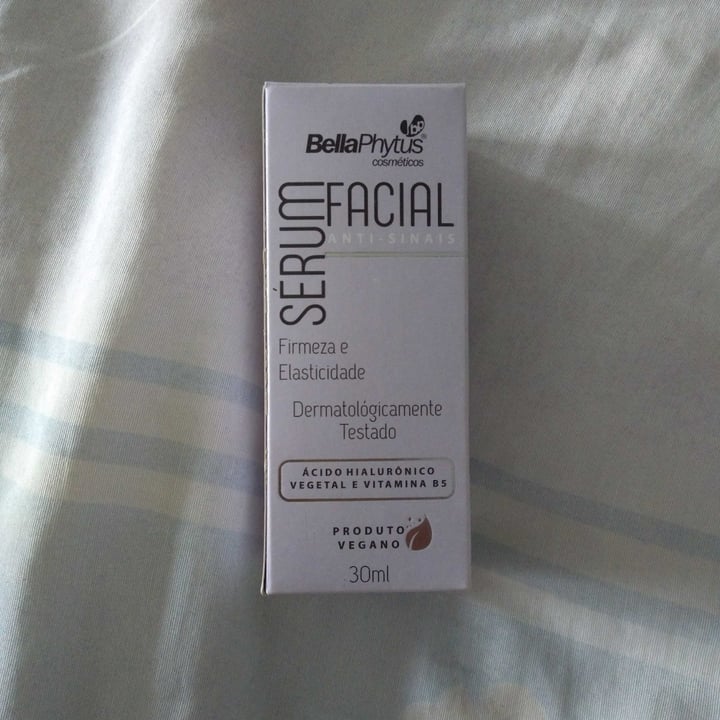 BellaPhytus®
cosméticos
SÉRUM
FACIAL
ANTI-SINAIS
Firmeza e
Elasticidade
Dermatológicamente
Testado
ÁCIDO HIALURÔNICO
VEGETAL E VITAMINA B5
PRODUTO
VEGANO
30ml